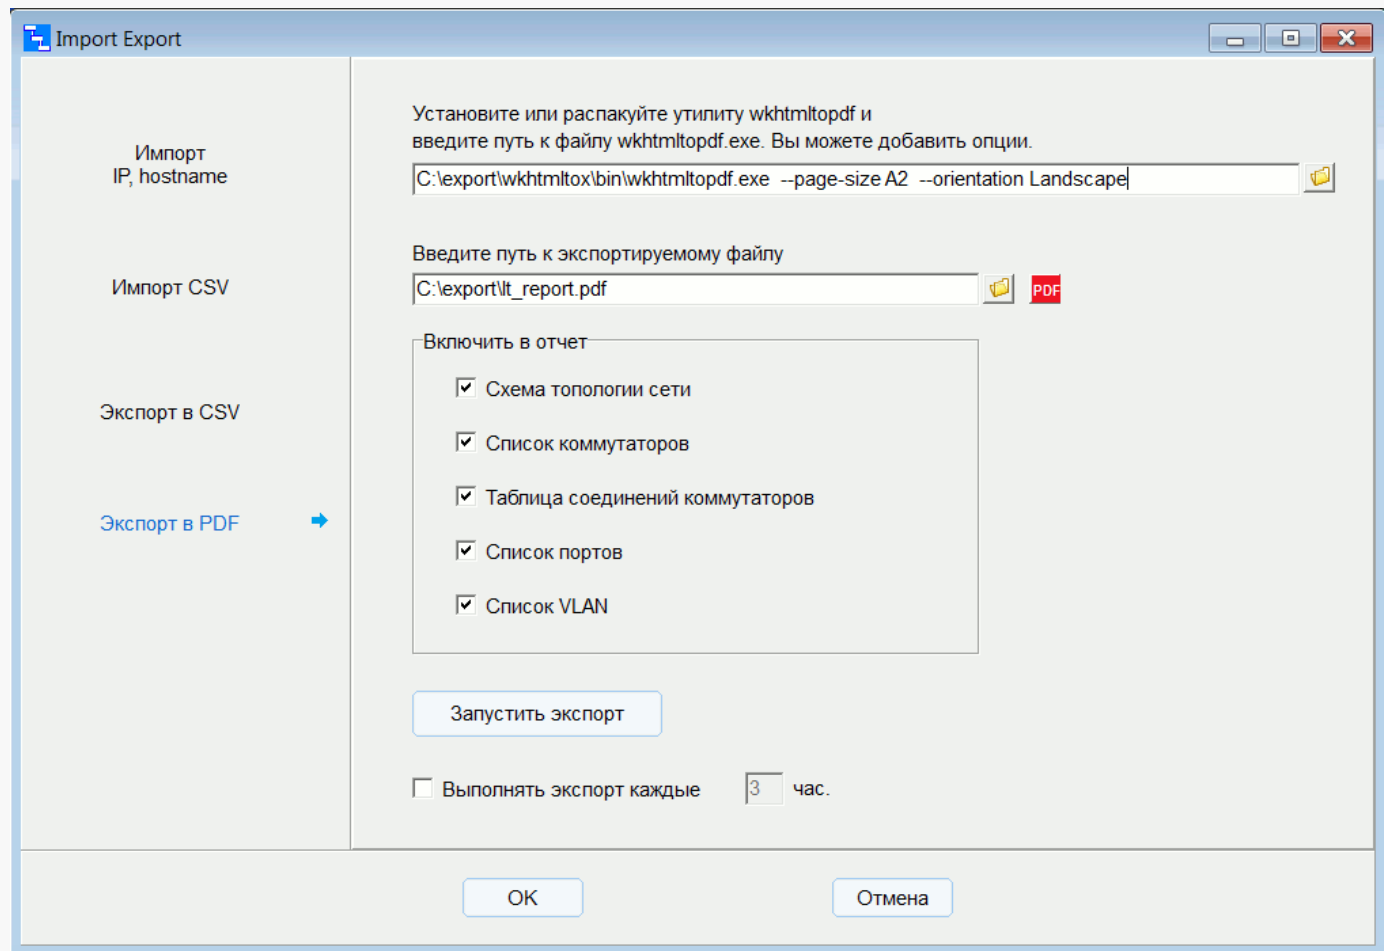 Import Export
Импорт
IP, hostname
Импорт CSV
Экспорт в CSV
Экспорт в PDF
Установите или распакуйте утилиту wkhtmltopdf и
введите путь к файлу wkhtmltopdf.exe. Вы можете добавить опции.
C:\export\wkhtmltox\bin\wkhtmltopdf.exe  --page-size A2  --orientation Landscape
Введите путь к экспортируемому файлу
C:\export\lt_report.pdf
PDF
Включить в отчет
Схема топологии сети
Список коммутаторов
Таблица соединений коммутаторов
Список портов
Список VLAN
Запустить экспорт
Выполнять экспорт каждые 3 час.
OK
Отмена